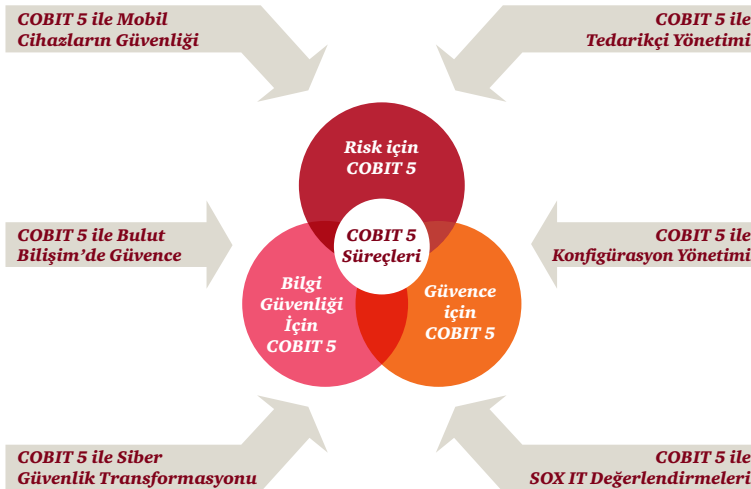 COBIT 5 ile Mobil
Cihazların Güvenliği
COBIT 5 ile
Tedarikçi Yönetimi
Risk için
COBIT 5
COBIT 5 ile Bulut
Bilişim'de Güvence
COBIT 5
Süreçleri
COBIT 5 ile
Konfigürasyon Yönetimi
Bilgi
Güvenliği
İçin
COBIT 5
Güvence
için
COBIT 5
COBIT 5 ile Siber
Güvenlik Transformasyonu
COBIT 5 ile
SOX IT Değerlendirmeleri